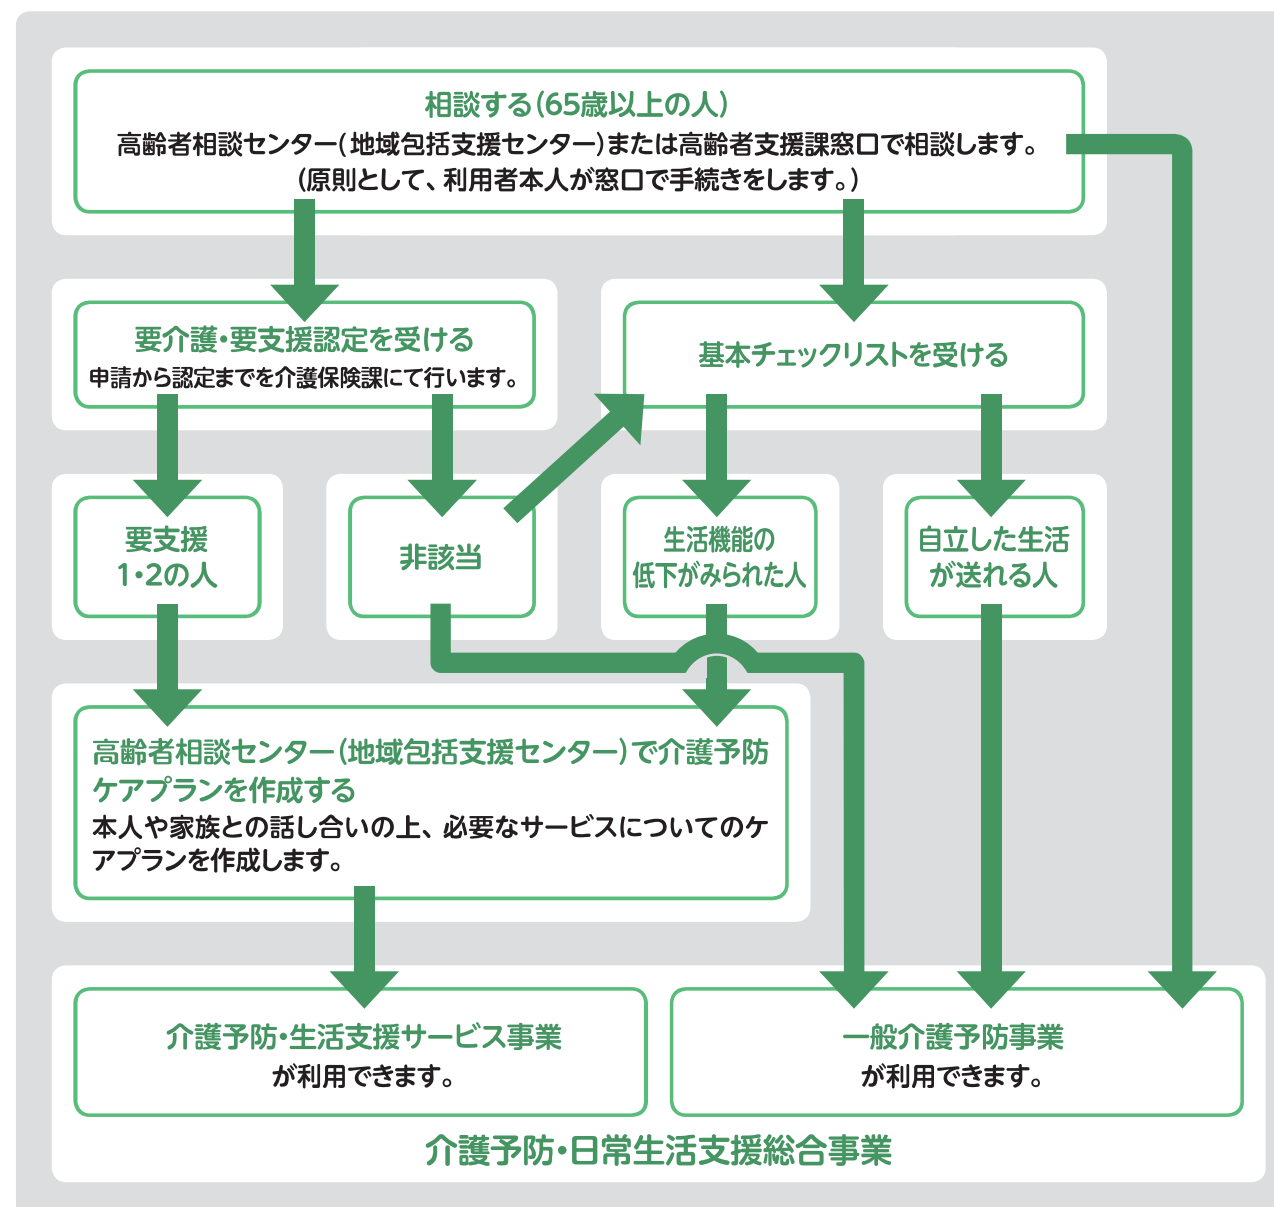 相談する（65歳以上の人）
高齢者相談センター（地域包括支援センター）または高齢者支援課窓口で相談します。
（原則として、利用者本人が窓口で手続きをします。）
要介護・要支援認定を受ける
申請から認定までを介護保険課にて行います。
基本チェックリストを受ける
要支援
1・2の人
非該当
生活機能の
低下がみられた人
自立した生活
が送れる人
高齢者相談センター（地域包括支援センター）で介護予防
ケアプランを作成する
本人や家族との話し合いの上、必要なサービスについてのケ
アプランを作成します。
介護予防・生活支援サービス事業
が利用できます。
一般介護予防事業
が利用できます。
介護予防・日常生活支援総合事業